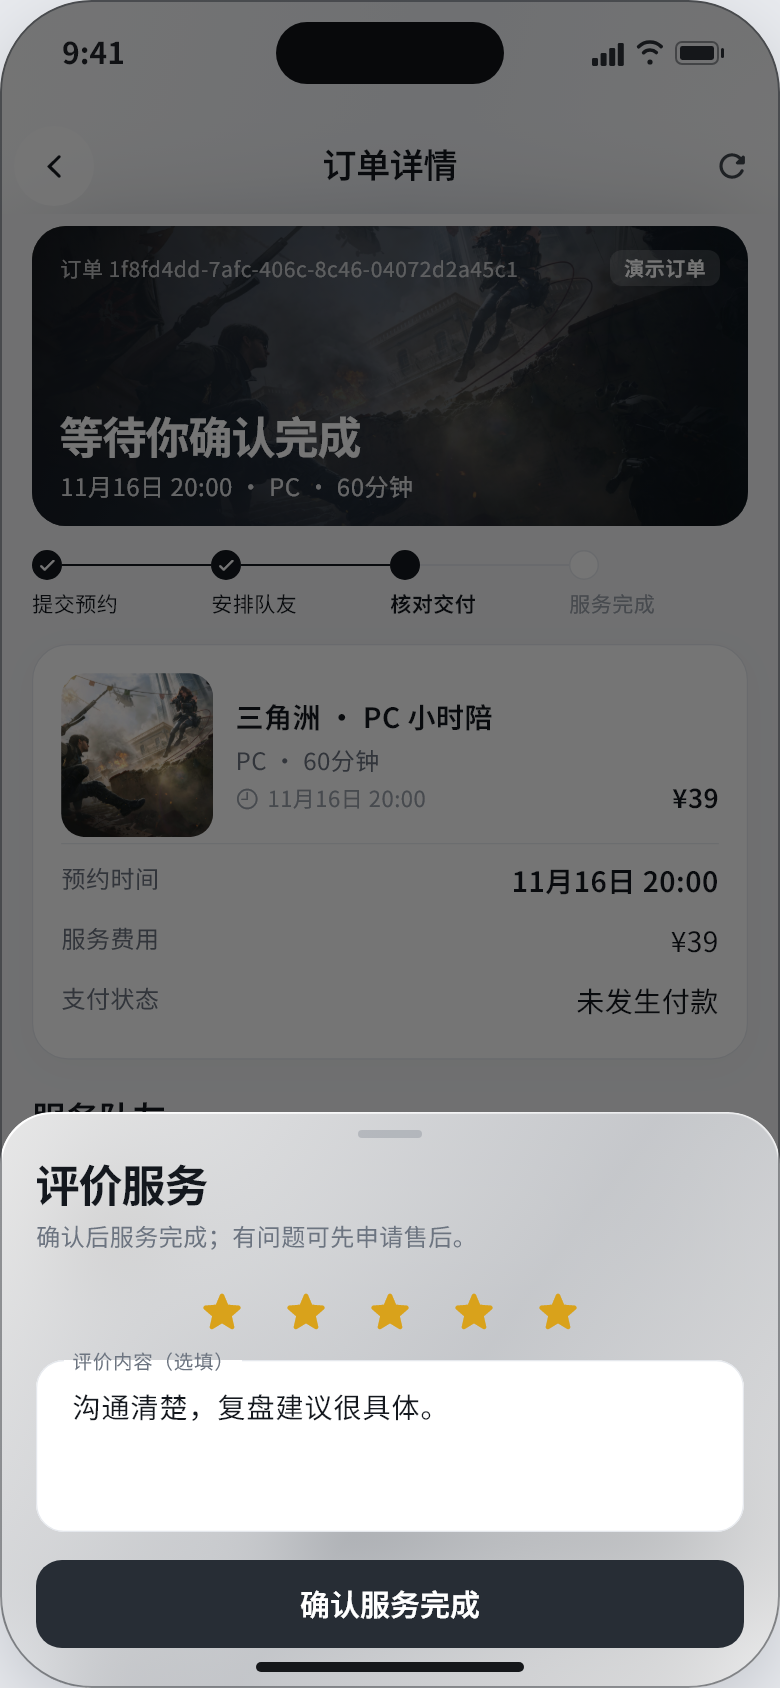 9:41
订单详情
订单 1f8fd4dd-7afc-406c-8c46-04072d2a45c1
演示订单
等待你确认完成
11月16日 20:00 · PC · 60分钟
提交预约
安排队友
核对交付
服务完成
三角洲 · PC 小时陪
PC · 60分钟
11月16日 20:00
¥39
预约时间
11月16日 20:00
服务费用
¥39
支付状态
未发生付款
服务队友
评价服务
确认后服务完成；有问题可先申请售后。
评价内容（选填）
沟通清楚，复盘建议很具体。
确认服务完成